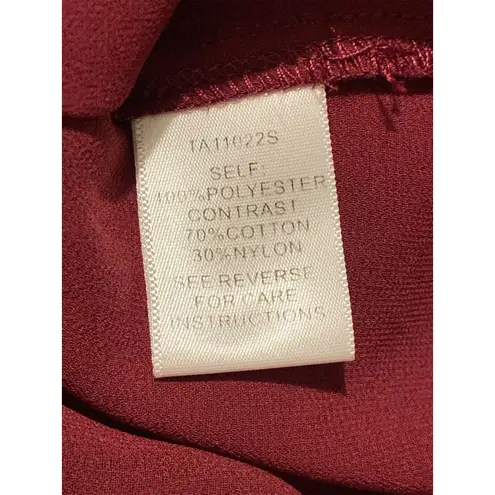 TA11022S
SELF:
100%POLYESTER
CONTRAST
70%COTTON
30%NYLON
SEE REVERSE
FOR CARE
INSTRUCTIONS